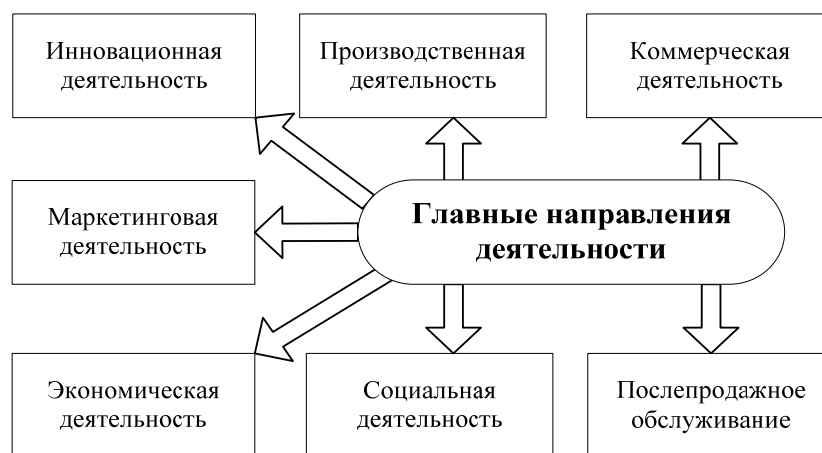 Инновационная
деятельность
Производственная
деятельность
Коммерческая
деятельность
Маркетинговая
деятельность
Главные направления
деятельности
Экономическая
деятельность
Социальная
деятельность
Послепродажное
обслуживание